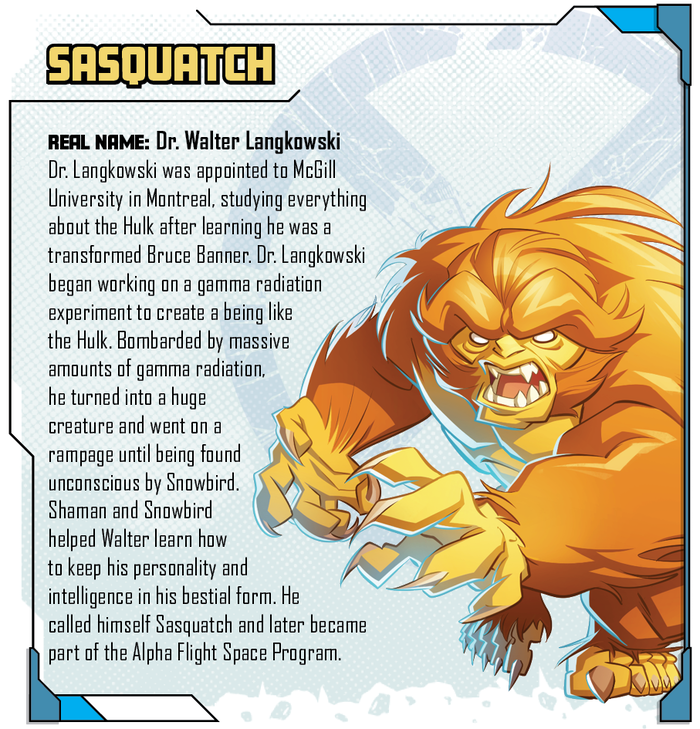 SASQUATCH
REAL NAME: Dr. Walter Langkowski
Dr. Langkowski was appointed to McGill
University in Montreal, studying everything
about the Hulk after learning he was a
transformed Bruce Banner. Dr. Langkowski
began working on a gamma radiation
experiment to create a being like
the Hulk. Bombarded by massive
amounts of gamma radiation,
he turned into a huge
creature and went on a
rampage until being found
unconscious by Snowbird.
Shaman and Snowbird
helped Walter learn how
to keep his personality and
intelligence in his bestial form. He
called himself Sasquatch and later became
part of the Alpha Flight Space Program.